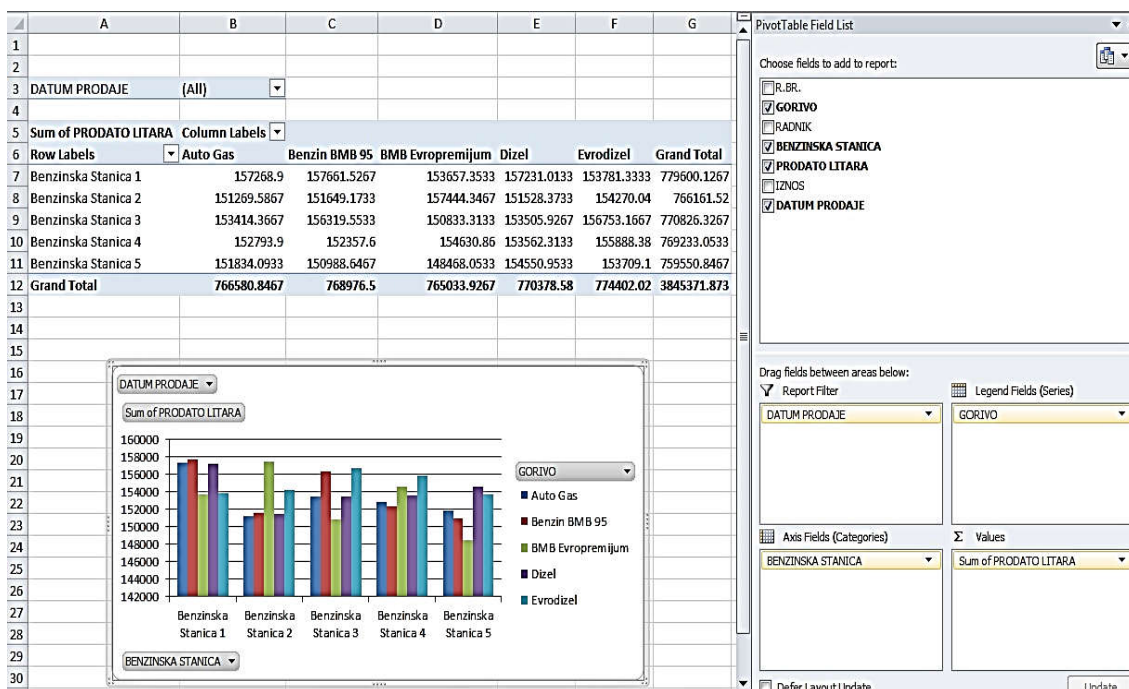 A B C D E F G
1
2
3 DATUM PRODAJE (All)
4
5 Sum of PRODATO LITARA Column Labels
6 Row Labels Auto Gas Benzin BMB 95 BMB Evropremijum Dizel Evrodizel Grand Total
7 Benzinska Stanica 1 157268.9 157661.5267 153657.3533 157231.0133 153781.3333 779600.1267
8 Benzinska Stanica 2 151269.5867 151649.1733 157444.3467 151528.3733 154270.04 766161.52
9 Benzinska Stanica 3 153414.3667 156319.5533 150833.3133 153505.9267 156753.1667 770826.3267
10 Benzinska Stanica 4 152793.9 152357.6 154630.86 153562.3133 155888.38 769233.0533
11 Benzinska Stanica 5 151834.0933 150988.6467 148468.0533 154550.9533 153709.1 759550.8467
12 Grand Total 766580.8467 768976.5 765033.9267 770378.58 774402.02 3845371.873
13
14
15
16
17
18
19
20
21
22
23
24
25
26
27
28
29
30
DATUM PRODAJE
Sum of PRODATO LITARA
160000
158000
156000
154000
152000
150000
148000
146000
144000
142000
Benzinska Stanica 1
Benzinska Stanica 2
Benzinska Stanica 3
Benzinska Stanica 4
Benzinska Stanica 5
GORIVO
Auto Gas
Benzin BMB 95
BMB Evropremijum
Dizel
Evrodizel
BENZINSKA STANICA
PivotTable Field List
Choose fields to add to report:
R.BR.
GORIVO
RADNIK
BENZINSKA STANICA
PRODATO LITARA
IZNOS
DATUM PRODAJE
Drag fields between areas below:
Report Filter
DATUM PRODAJE
Legend Fields (Series)
GORIVO
Axis Fields (Categories)
BENZINSKA STANICA
Σ Values
Sum of PRODATO LITARA
Defer Layout Update
Update